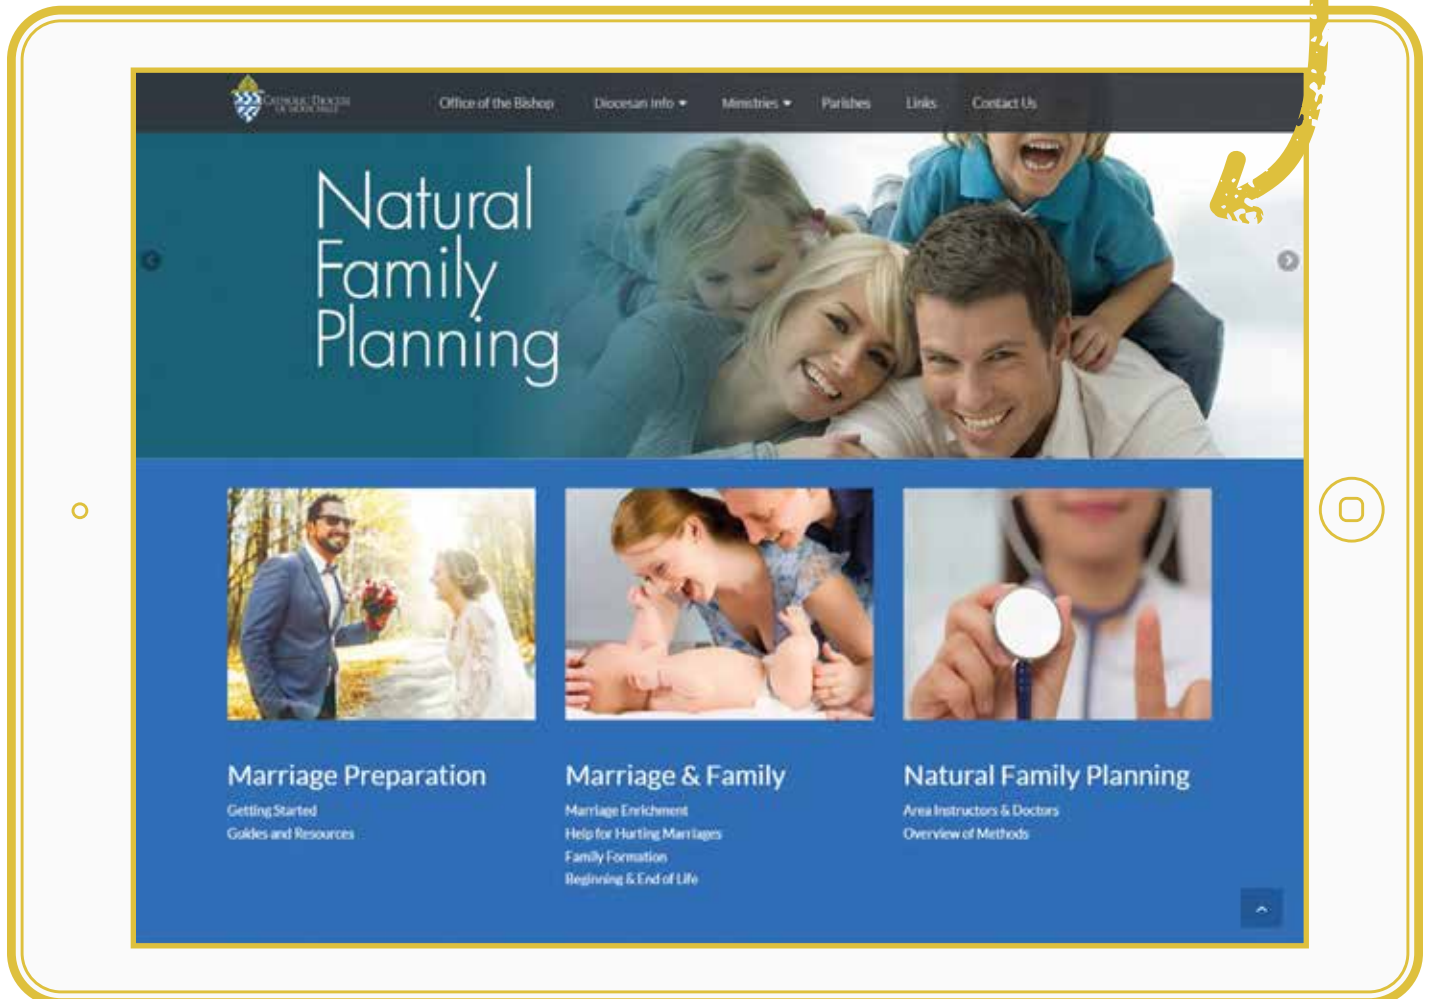 CATHOLIC DIOCESE
Office of the Bishop
Diocesan Info
Ministries
Parishes
Links
Contact Us
Natural
Family
Planning
Marriage Preparation
Getting Started
Guides and Resources
Marriage & Family
Marriage Enrichment
Help for Hurting Marriages
Family Formation
Beginning & End of Life
Natural Family Planning
Area Instructors & Doctors
Overview of Methods